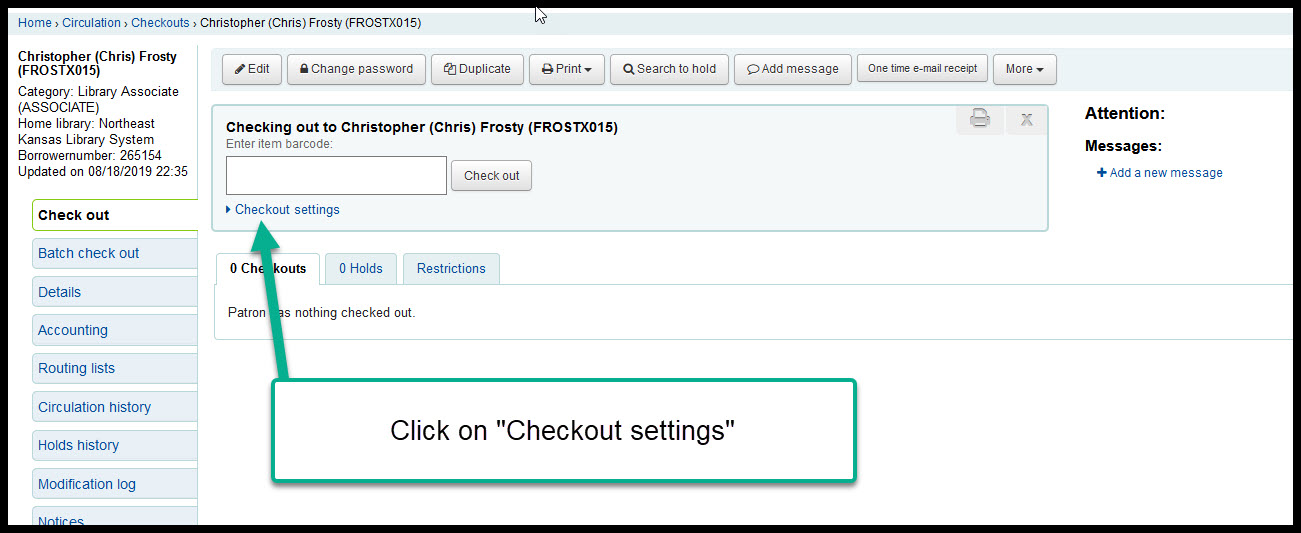 Home › Circulation › Checkouts › Christopher (Chris) Frosty (FROSTX015)
Christopher (Chris) Frosty
(FROSTX015)
Category: Library Associate
(ASSOCIATE)
Home library: Northeast
Kansas Library System
Borrowernumber: 265154
Updated on 08/18/2019 22:35
Check out
Batch check out
Details
Accounting
Routing lists
Circulation history
Holds history
Modification log
Notices
Edit Change password Duplicate Print Search to hold Add message One time e-mail receipt More
Checking out to Christopher (Chris) Frosty (FROSTX015)
X
Enter item barcode:
Check out
Checkout settings
0 Checkouts 0 Holds Restrictions
Patron has nothing checked out.
Click on "Checkout settings"
Attention:
Messages:
Add a new message